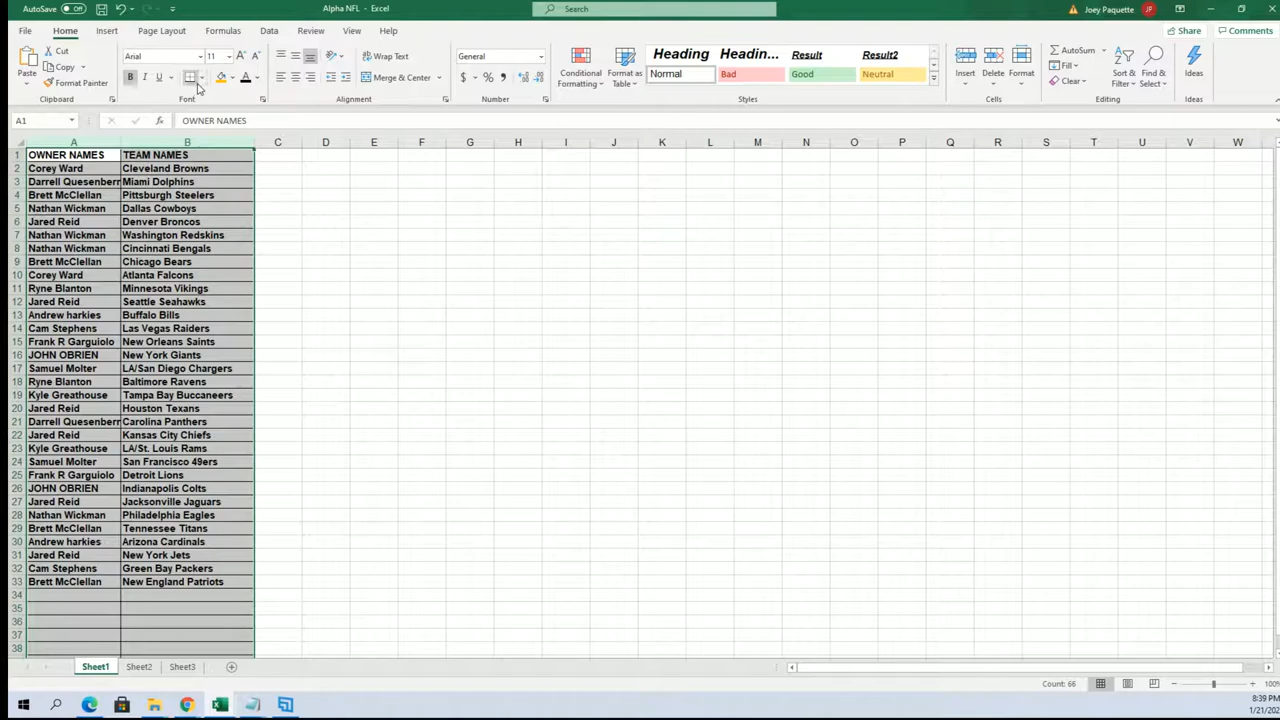 AutoSave Off Alpha NFL - Excel Search Joey Paquette JP
File Home Insert Page Layout Formulas Data Review View Help Share Comments
Paste Cut Copy Format Painter Clipboard
Arial 11 B I U A Font
Wrap Text Merge & Center Alignment
General $ % , Number
Conditional Formatting Format as Table Heading Headin... Result Result2 Normal Bad Good Neutral Styles
Insert Delete Format Cells
AutoSum Fill Clear Sort & Filter Find & Select Editing
Ideas Ideas
A1 fx OWNER NAMES
A B C D E F G H I J K L M N O P Q R S T U V W
1 OWNER NAMES TEAM NAMES
2 Corey Ward Cleveland Browns
3 Darrell Quesenberr Miami Dolphins
4 Brett McClellan Pittsburgh Steelers
5 Nathan Wickman Dallas Cowboys
6 Jared Reid Denver Broncos
7 Nathan Wickman Washington Redskins
8 Nathan Wickman Cincinnati Bengals
9 Brett McClellan Chicago Bears
10 Corey Ward Atlanta Falcons
11 Ryne Blanton Minnesota Vikings
12 Jared Reid Seattle Seahawks
13 Andrew harkies Buffalo Bills
14 Cam Stephens Las Vegas Raiders
15 Frank R Garguiolo New Orleans Saints
16 JOHN OBRIEN New York Giants
17 Samuel Molter LA/San Diego Chargers
18 Ryne Blanton Baltimore Ravens
19 Kyle Greathouse Tampa Bay Buccaneers
20 Jared Reid Houston Texans
21 Darrell Quesenberr Carolina Panthers
22 Jared Reid Kansas City Chiefs
23 Kyle Greathouse LA/St. Louis Rams
24 Samuel Molter San Francisco 49ers
25 Frank R Garguiolo Detroit Lions
26 JOHN OBRIEN Indianapolis Colts
27 Jared Reid Jacksonville Jaguars
28 Nathan Wickman Philadelphia Eagles
29 Brett McClellan Tennessee Titans
30 Andrew harkies Arizona Cardinals
31 Jared Reid New York Jets
32 Cam Stephens Green Bay Packers
33 Brett McClellan New England Patriots
34
35
36
37
38
Sheet1 Sheet2 Sheet3
Count: 66 100%
8:39 PM
1/21/202